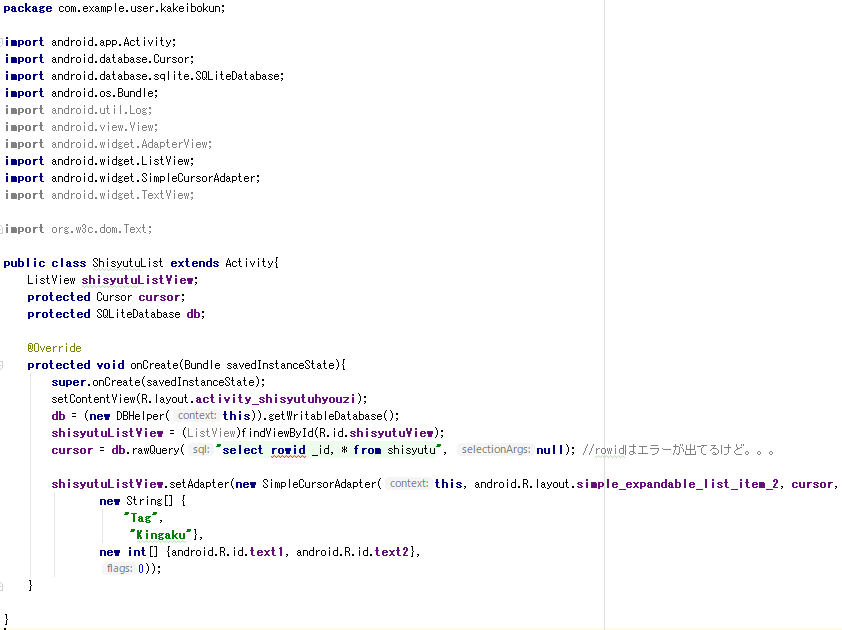 package com.example.user.kakeibokun;
import android.app.Activity;
import android.database.Cursor;
import android.database.sqlite.SQLiteDatabase;
import android.os.Bundle;
import android.util.Log;
import android.view.View;
import android.widget.AdapterView;
import android.widget.ListView;
import android.widget.SimpleCursorAdapter;
import android.widget.TextView;
import org.w3c.dom.Text;
public class ShisyutuList extends Activity{
ListView shisyutuListView;
protected Cursor cursor;
protected SQLiteDatabase db;
@Override
protected void onCreate(Bundle savedInstanceState){
super.onCreate(savedInstanceState);
setContentView(R.layout.activity_shisyutuhyouzi);
db = (new DBHelper( context: this)).getWritableDatabase();
shisyutuListView = (ListView)findViewById(R.id.shisyutuView);
cursor = db.rawQuery( sql: "select rowid _id, * from shisyutu", selectionArgs: null); //rowidはエラーが出てるけど。。。
shisyutuListView.setAdapter(new SimpleCursorAdapter( context: this, android.R.layout.simple_expandable_list_item_2, cursor,
new String[] {
"Tag",
"Kingaku"},
new int[] {android.R.id.text1, android.R.id.text2},
flags: 0));
}
}